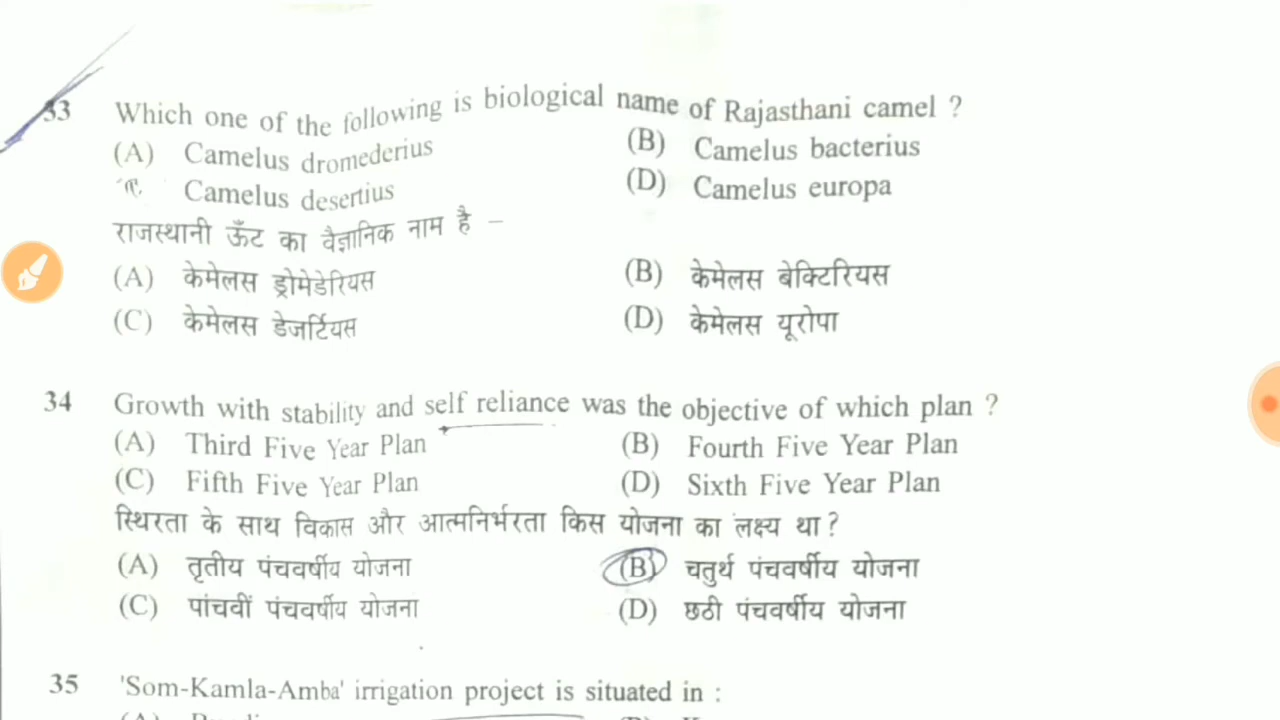 33 Which one of the following is biological name of Rajasthani camel ?
(A) Camelus dromederius (B) Camelus bacterius
Camelus desertius (D) Camelus europa
राजस्थानी ऊँट का वैज्ञानिक नाम है –
(A) केमेलस ड्रोमेडेरियस (B) केमेलस बेक्टिरियस
(C) केमेलस डेजर्टियस (D) केमेलस यूरोपा
34 Growth with stability and self reliance was the objective of which plan ?
(A) Third Five Year Plan (B) Fourth Five Year Plan
(C) Fifth Five Year Plan (D) Sixth Five Year Plan
स्थिरता के साथ विकास और आत्मनिर्भरता किस योजना का लक्ष्य था ?
(A) तृतीय पंचवर्षीय योजना (B) चतुर्थ पंचवर्षीय योजना
(C) पांचवीं पंचवर्षीय योजना (D) छठी पंचवर्षीय योजना
35 'Som-Kamla-Amba' irrigation project is situated in :